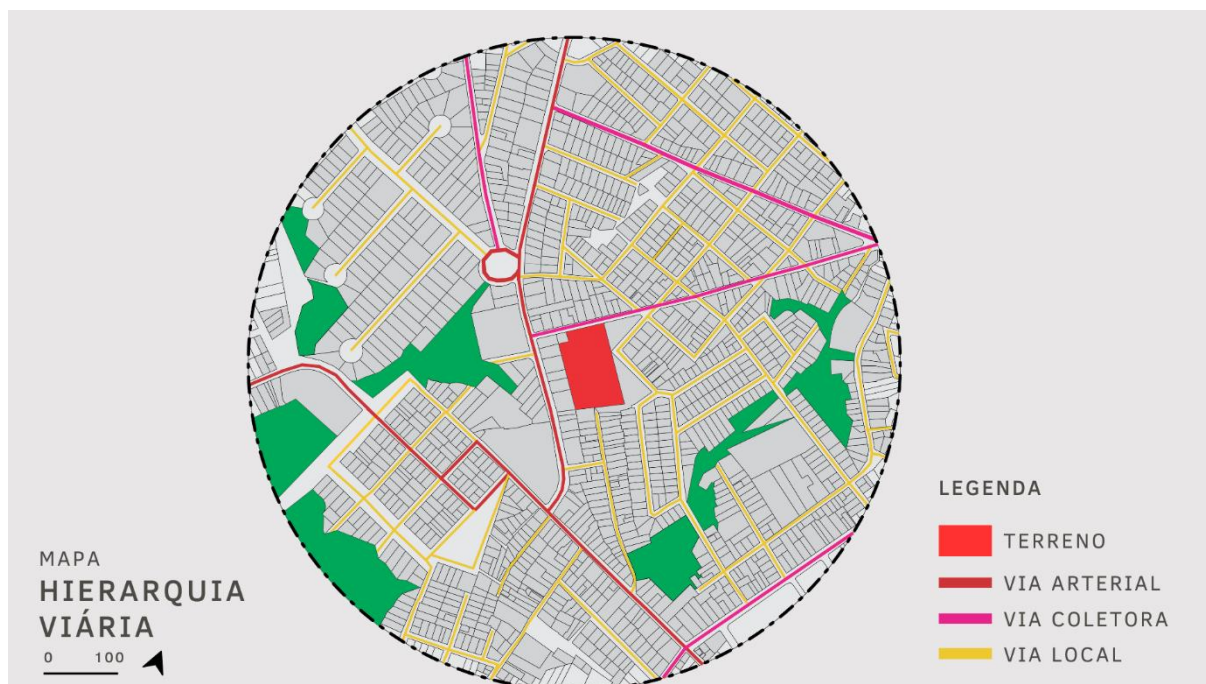 MAPA
HIERARQUIA
VIÁRIA
0 100
LEGENDA
TERRENO
VIA ARTERIAL
VIA COLETORA
VIA LOCAL